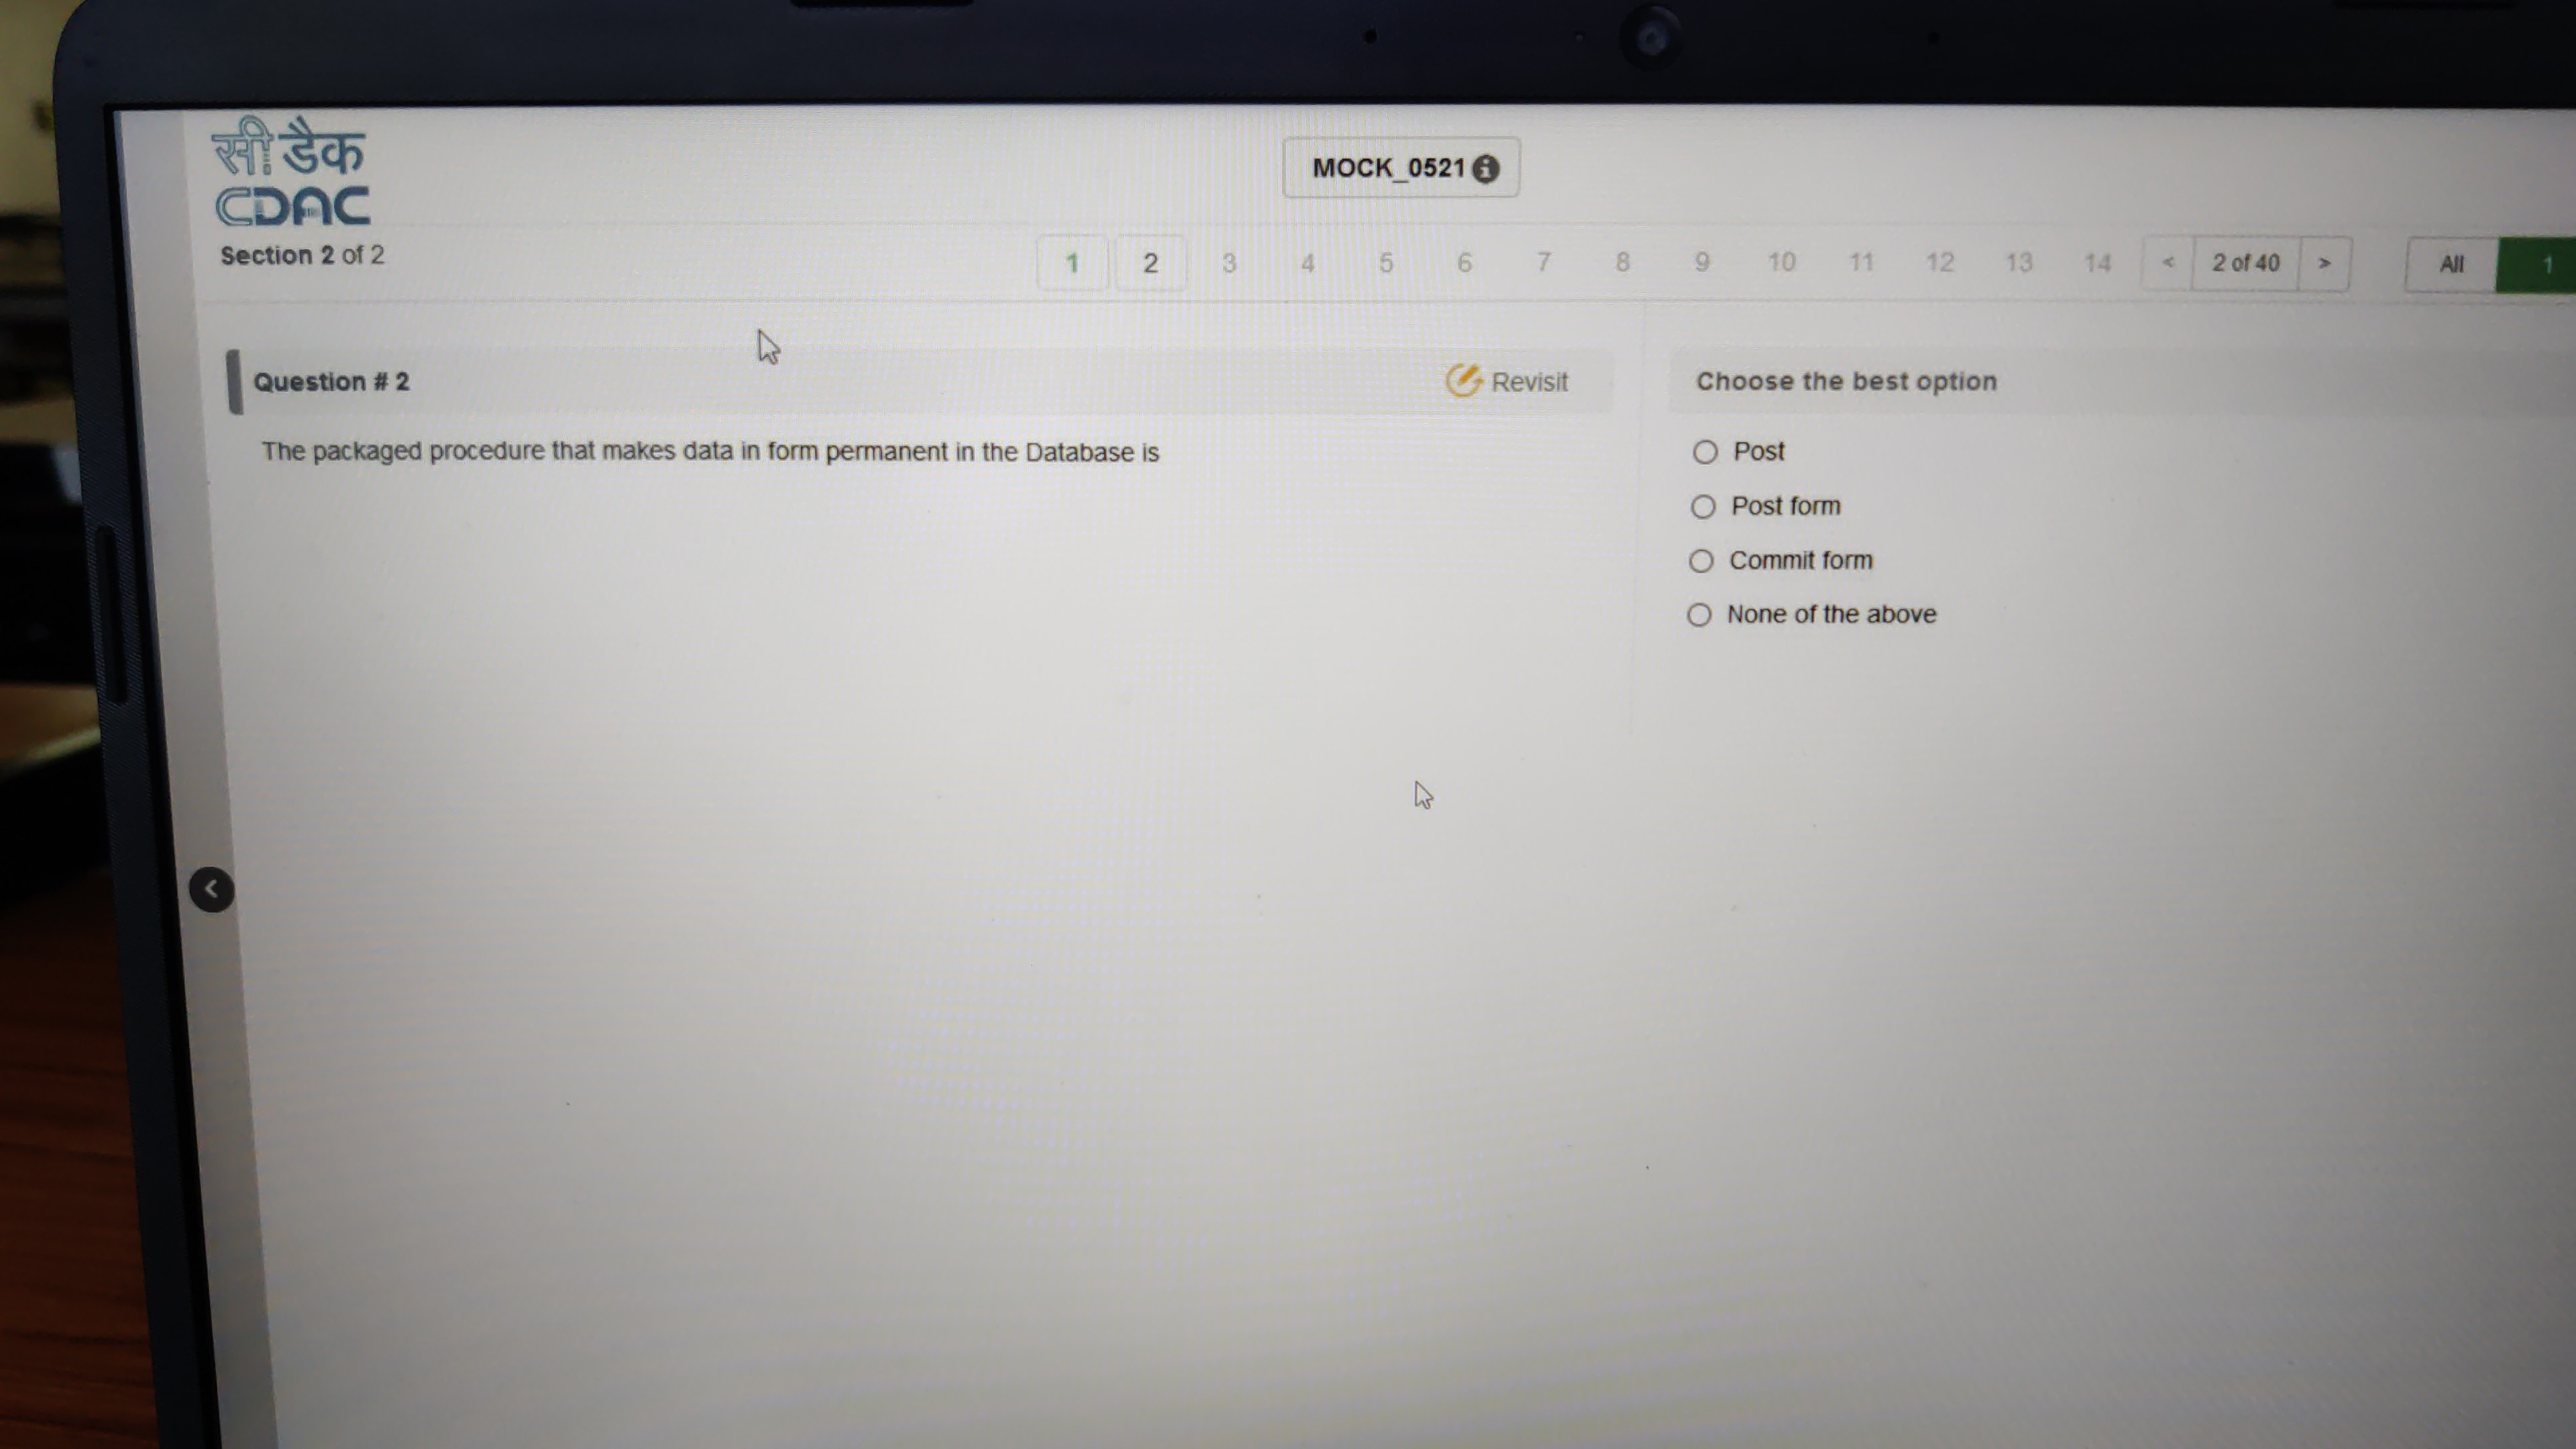 सी डैक
CDAC
MOCK_0521
Section 2 of 2
1 2 3 4 5 6 7 8 9 10 11 12 13 14 < 2 of 40 > All 1
Question # 2
Revisit
The packaged procedure that makes data in form permanent in the Database is
Choose the best option
Post
Post form
Commit form
None of the above